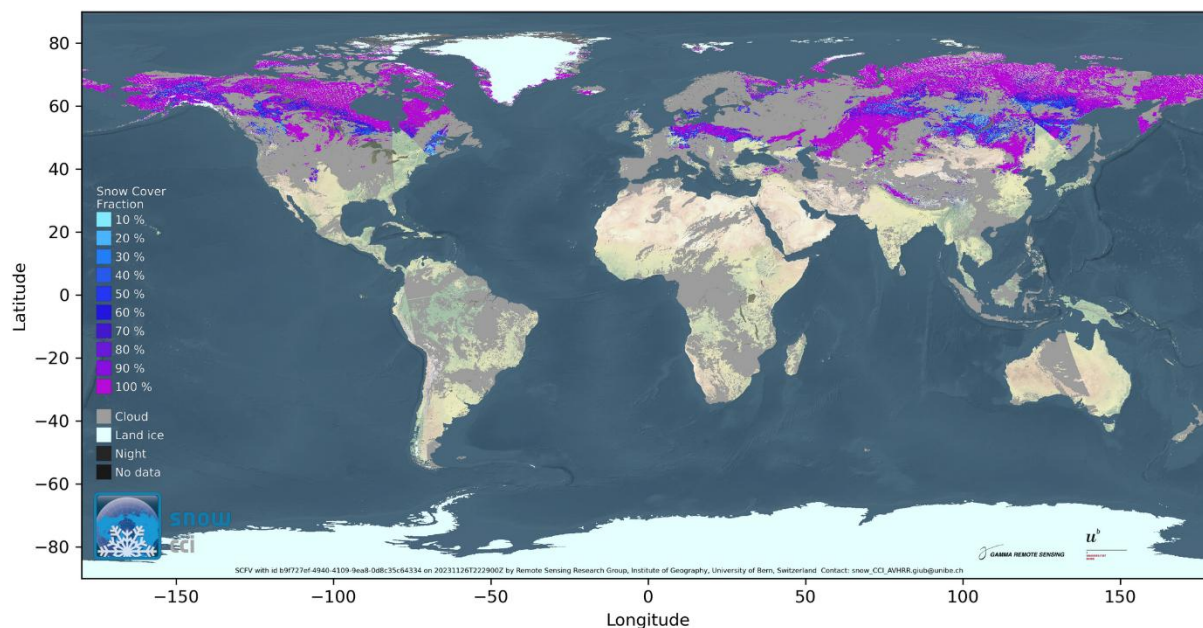 80
60
40
20
0
−20
−40
−60
−80
Latitude
Snow Cover
Fraction
10 %
20 %
30 %
40 %
50 %
60 %
70 %
80 %
90 %
100 %
Cloud
Land ice
Night
No data
snow
cci
GAMMA REMOTE SENSING
u^b
SCFV with id b9f727ef-4940-4109-9ea8-0d8c35c64334 on 20231126T222900Z by Remote Sensing Research Group, Institute of Geography, University of Bern, Switzerland Contact: snow_CCI_AVHRR.giub@unibe.ch
−150
−100
−50
0
50
100
150
Longitude